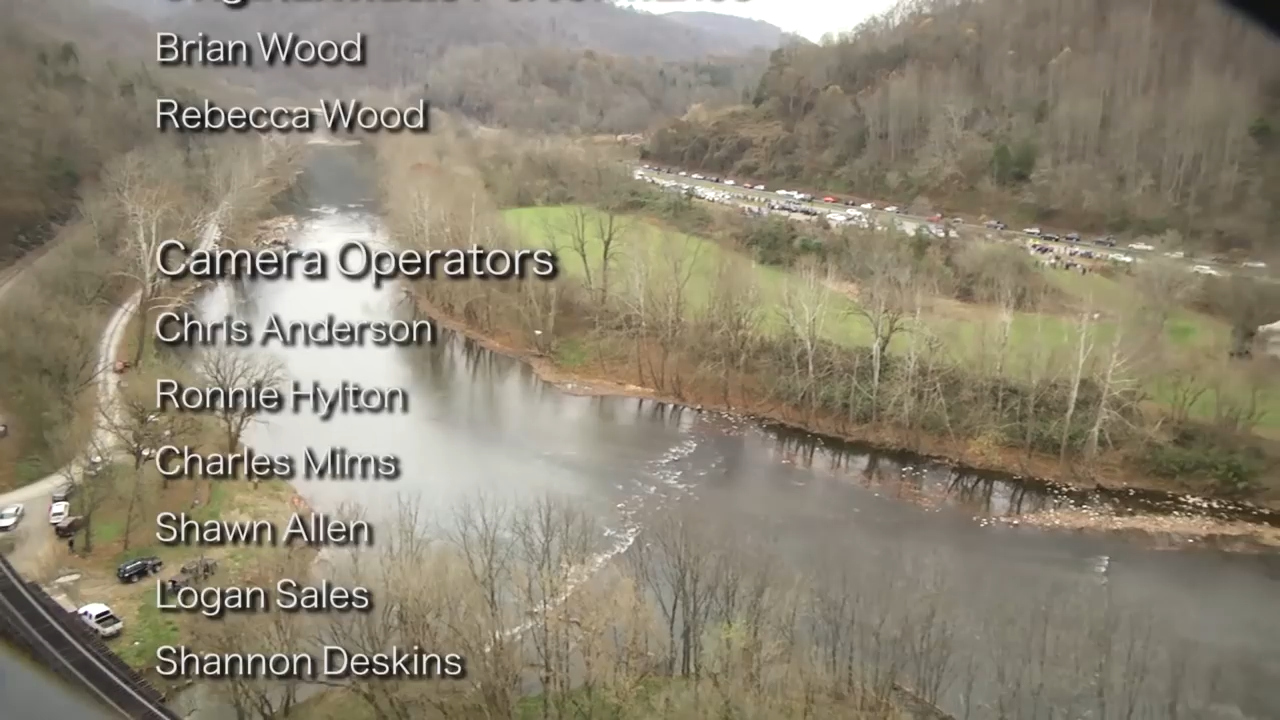 Brian Wood
Rebecca Wood
Camera Operators
Chris Anderson
Ronnie Hylton
Charles Mims
Shawn Allen
Logan Sales
Shannon Deskins